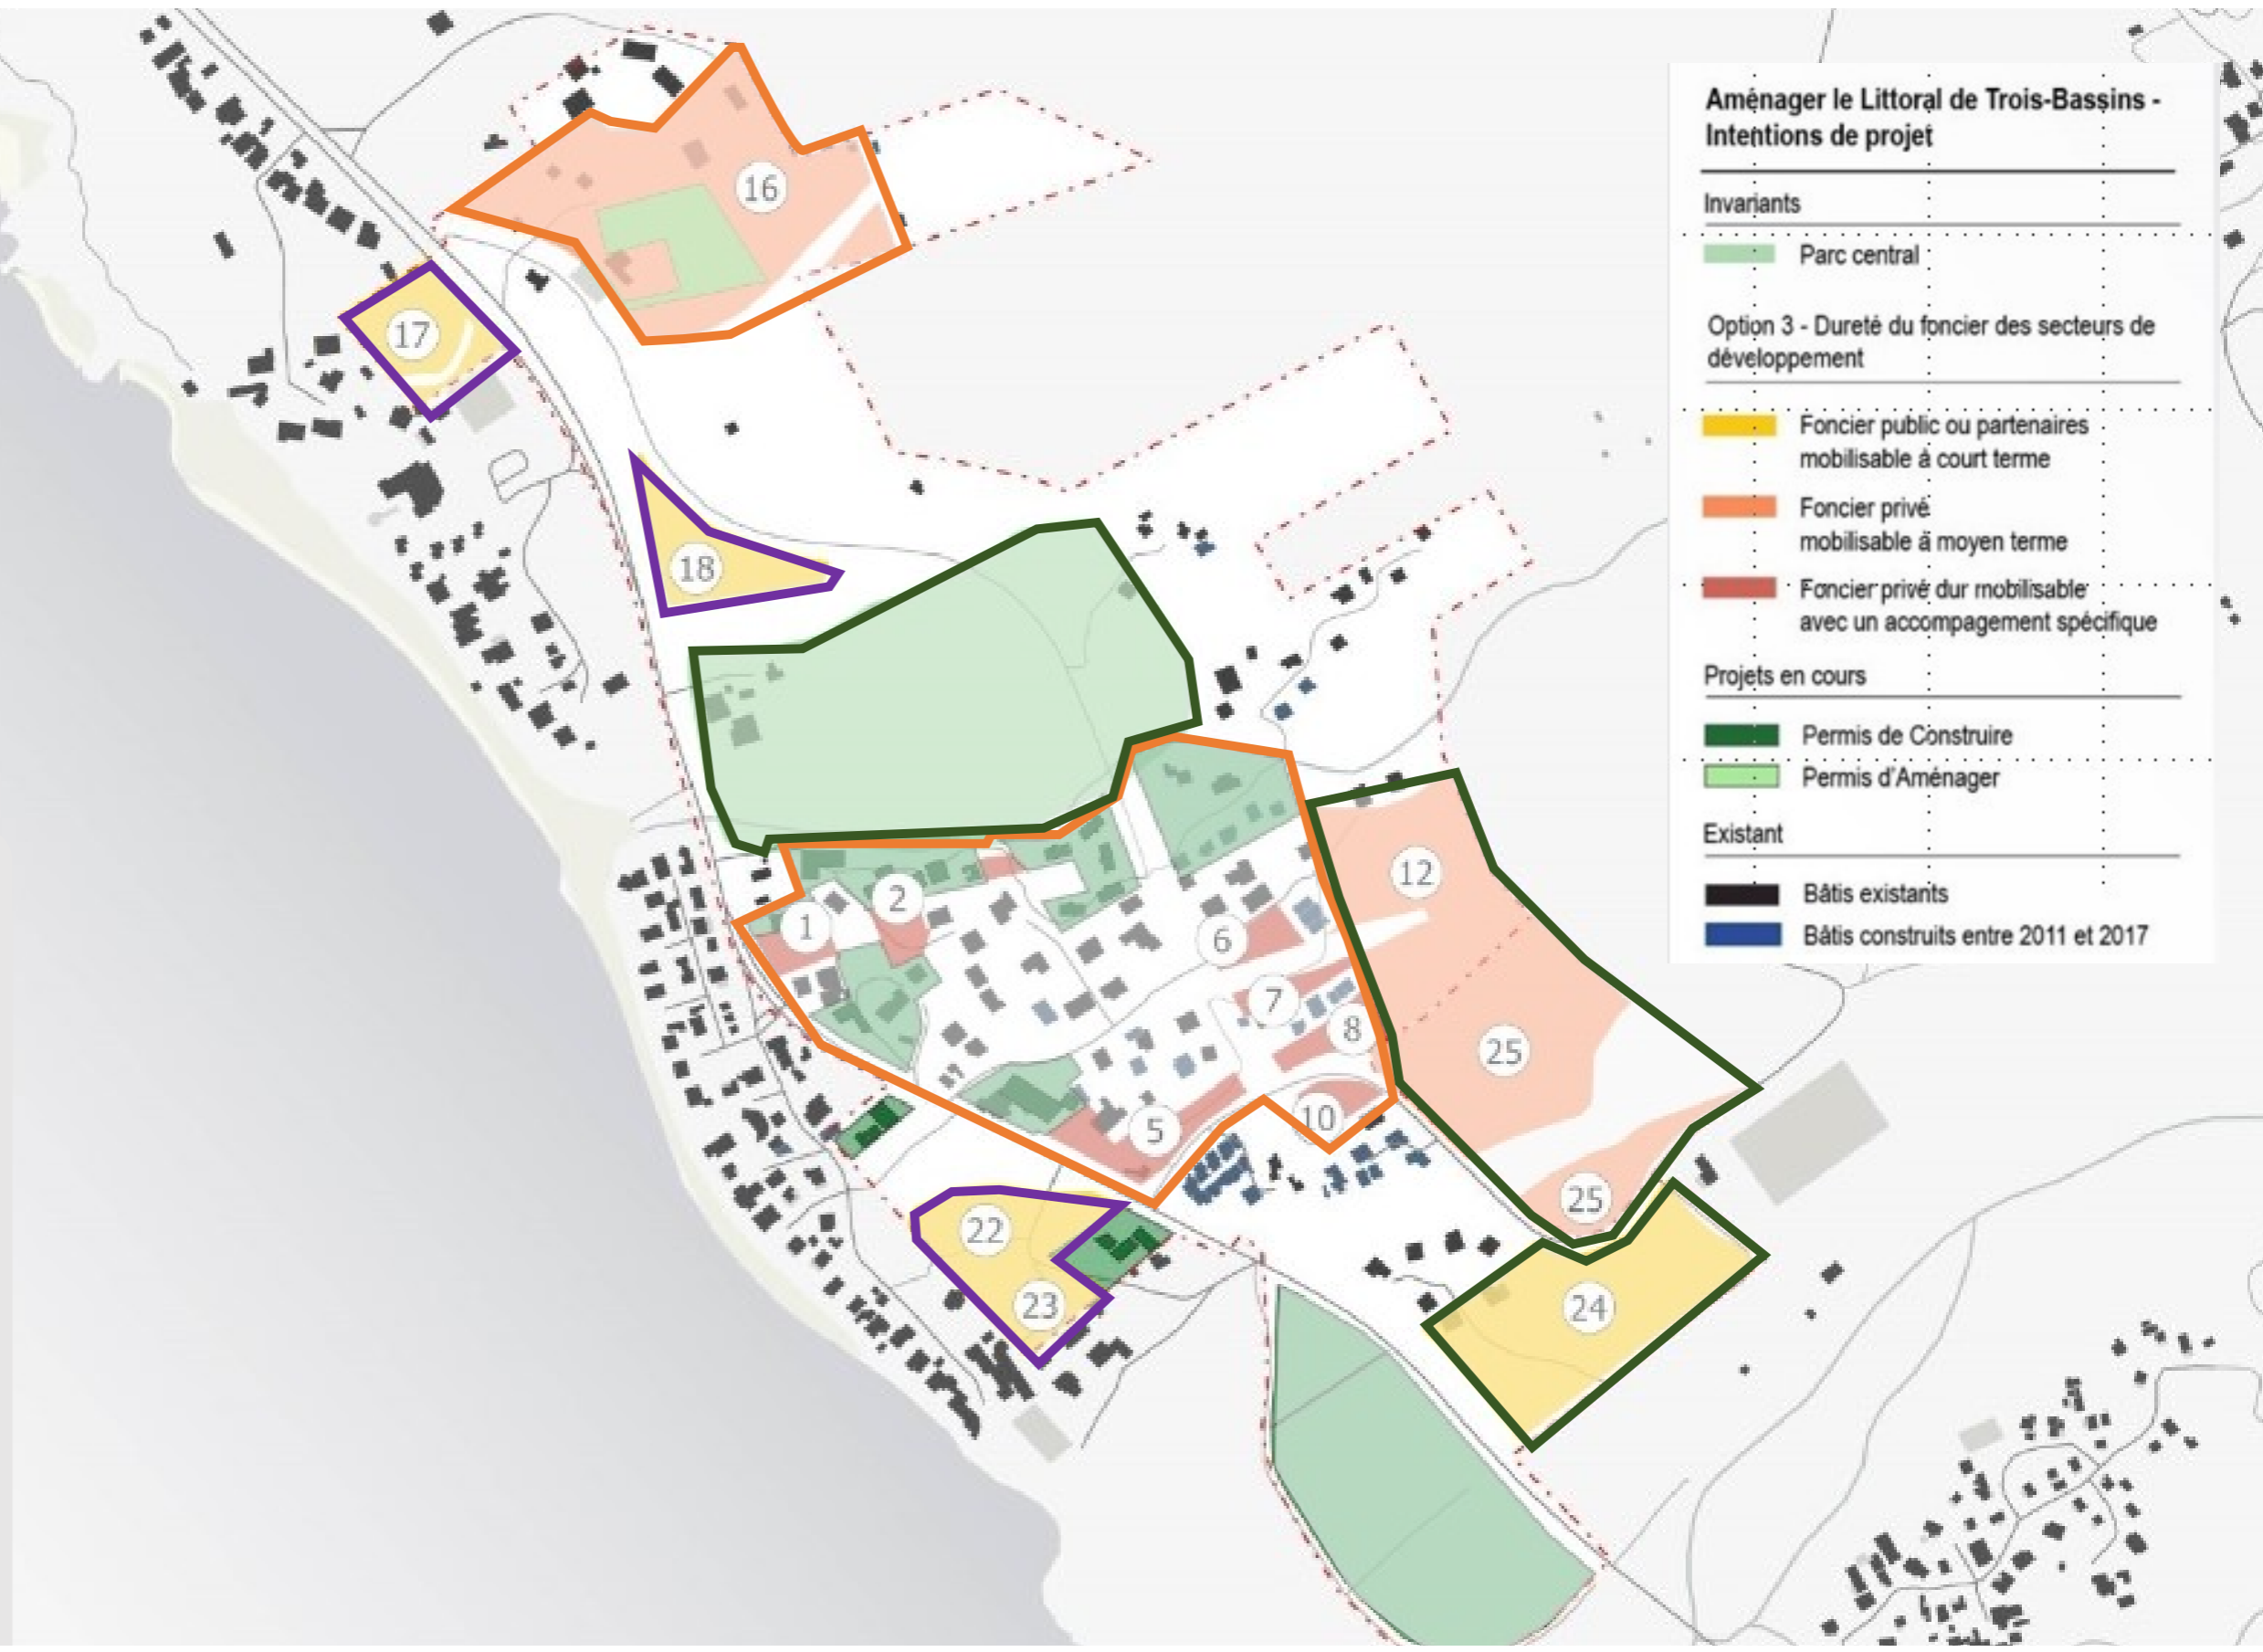 Aménager le Littoral de Trois-Bassins -
Intentions de projet
Invariants
Parc central
Option 3 - Dureté du foncier des secteurs de
développement
Foncier public ou partenaires
mobilisable à court terme
Foncier privé
mobilisable à moyen terme
Foncier privé dur mobilisable
avec un accompagement spécifique
Projets en cours
Permis de Construire
Permis d'Aménager
Existant
Bâtis existants
Bâtis construits entre 2011 et 2017
16
17
18
12
2
1
6
7
8
25
10
5
25
22
23
24